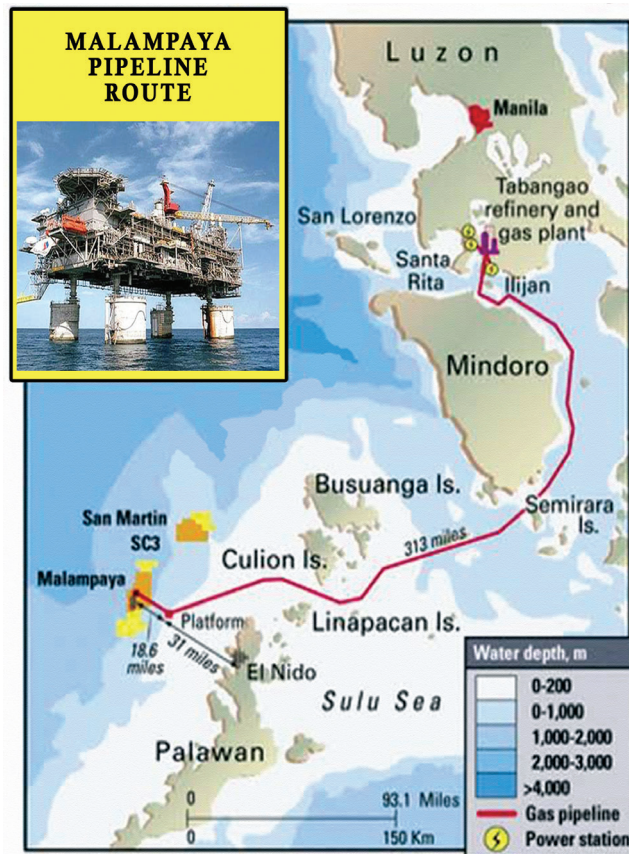 MALAMPAYA
PIPELINE
ROUTE
Luzon
Manila
Tabangao
refinery and
gas plant
San Lorenzo
Santa
Rita
Ilijan
Mindoro
Busuanga Is.
Semirara
Is.
313 miles
San Martin
SC3
Culion Is.
Malampaya
Platform
Linapacan Is.
18.6
miles
31 miles
El Nido
Sulu Sea
Palawan
0
93.1 Miles
0
150 Km
Water depth, m
0-200
0-1,000
1,000-2,000
2,000-3,000
>4,000
Gas pipeline
Power station